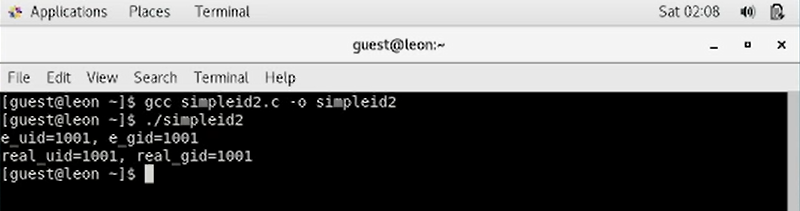 Applications Places Terminal Sat 02:08
guest@leon:~
File Edit View Search Terminal Help
[guest@leon ~]$ gcc simpleid2.c -o simpleid2
[guest@leon ~]$ ./simpleid2
e_uid=1001, e_gid=1001
real_uid=1001, real_gid=1001
[guest@leon ~]$